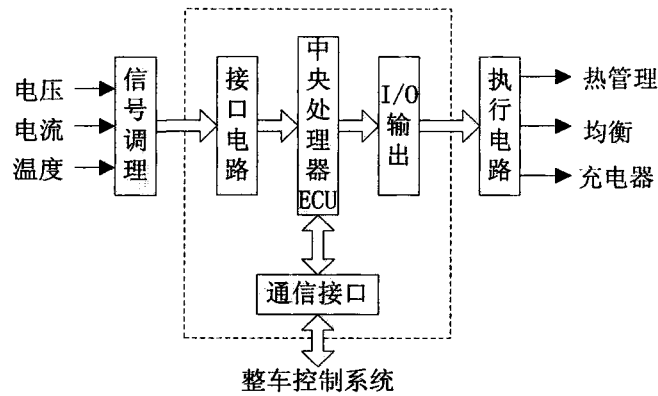 电压
电流
温度
信号调理
接口电路
中央处理器ECU
I/O输出
执行电路
热管理
均衡
充电器
通信接口
整车控制系统